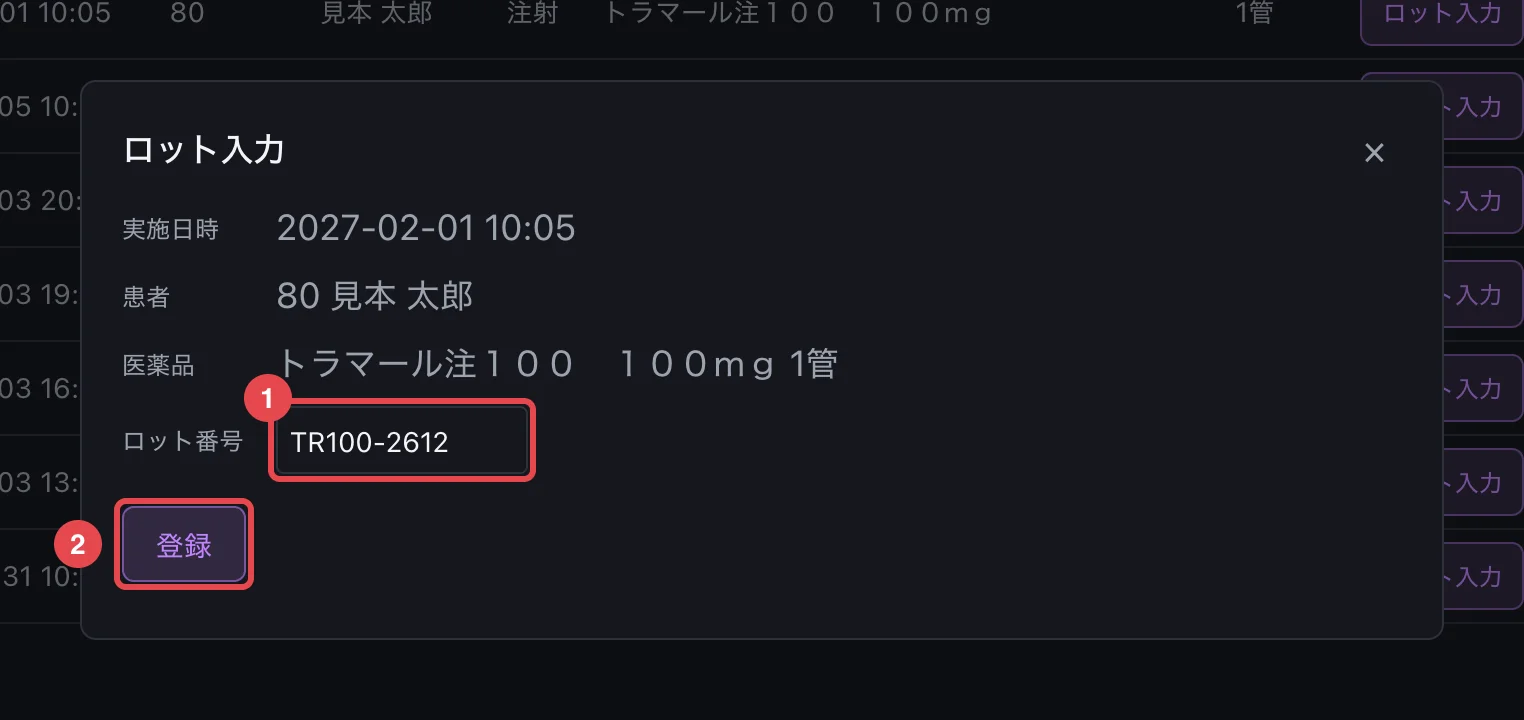 01 10:05 80 見本 太郎 注射 トラマール注１００　１００ｍｇ 1管 ロット入力
05 10: 入力
ロット入力 ×
03 20: 入力
実施日時 2027-02-01 10:05
03 19: 入力
患者 80 見本 太郎
医薬品 トラマール注１００　１００ｍｇ 1管
03 16: 入力
1
ロット番号 TR100-2612
03 13: 入力
2 登録
31 10: 入力